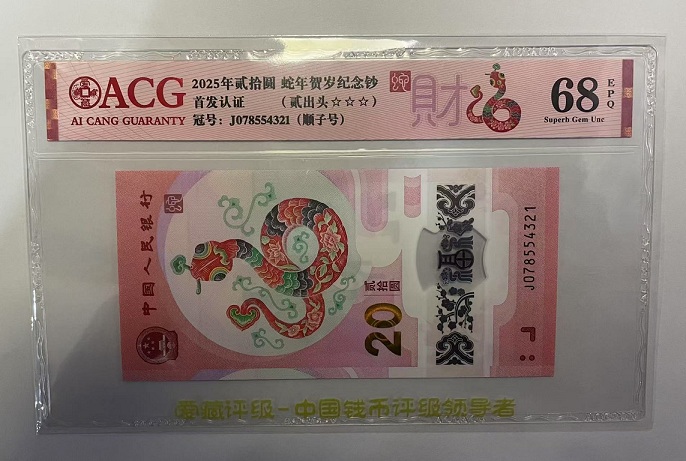 ACG
AI CANG GUARANTY
2025年贰拾圆 蛇年贺岁纪念钞
首发认证 （贰出头☆☆☆）
冠号：J078554321（顺子号）
財
68
EPQ
Superb Gem Unc
中国人民银行
贰拾圆
20
J078554321
爱藏评级-中国钱币评级领导者